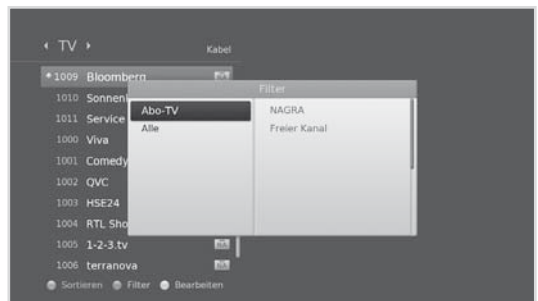 TV
Kabel
1009 Bloomberg
Filter
1010 Sonnen
Abo-TV NAGRA
1011 Service
Alle Freier Kanal
1000 Viva
1001 Comedy
1002 QVC
1003 HSE24
1004 RTL Sho
1005 1-2-3.tv
1006 terranova
Sortieren Filter Bearbeiten